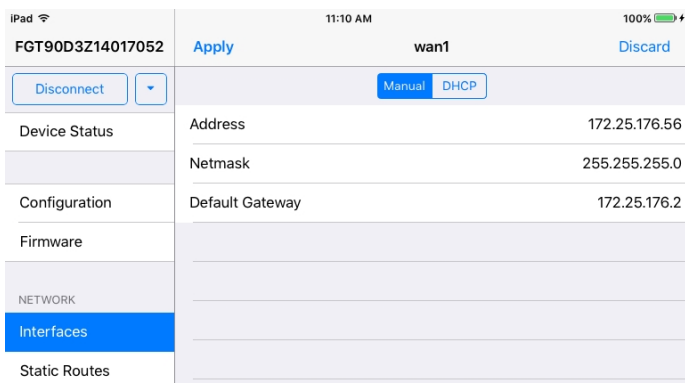 iPad 11:10 AM 100%
FGT90D3Z14017052 Apply wan1 Discard
Disconnect
Manual DHCP
Device Status
Configuration
Firmware
NETWORK
Interfaces
Static Routes
Address 172.25.176.56
Netmask 255.255.255.0
Default Gateway 172.25.176.2